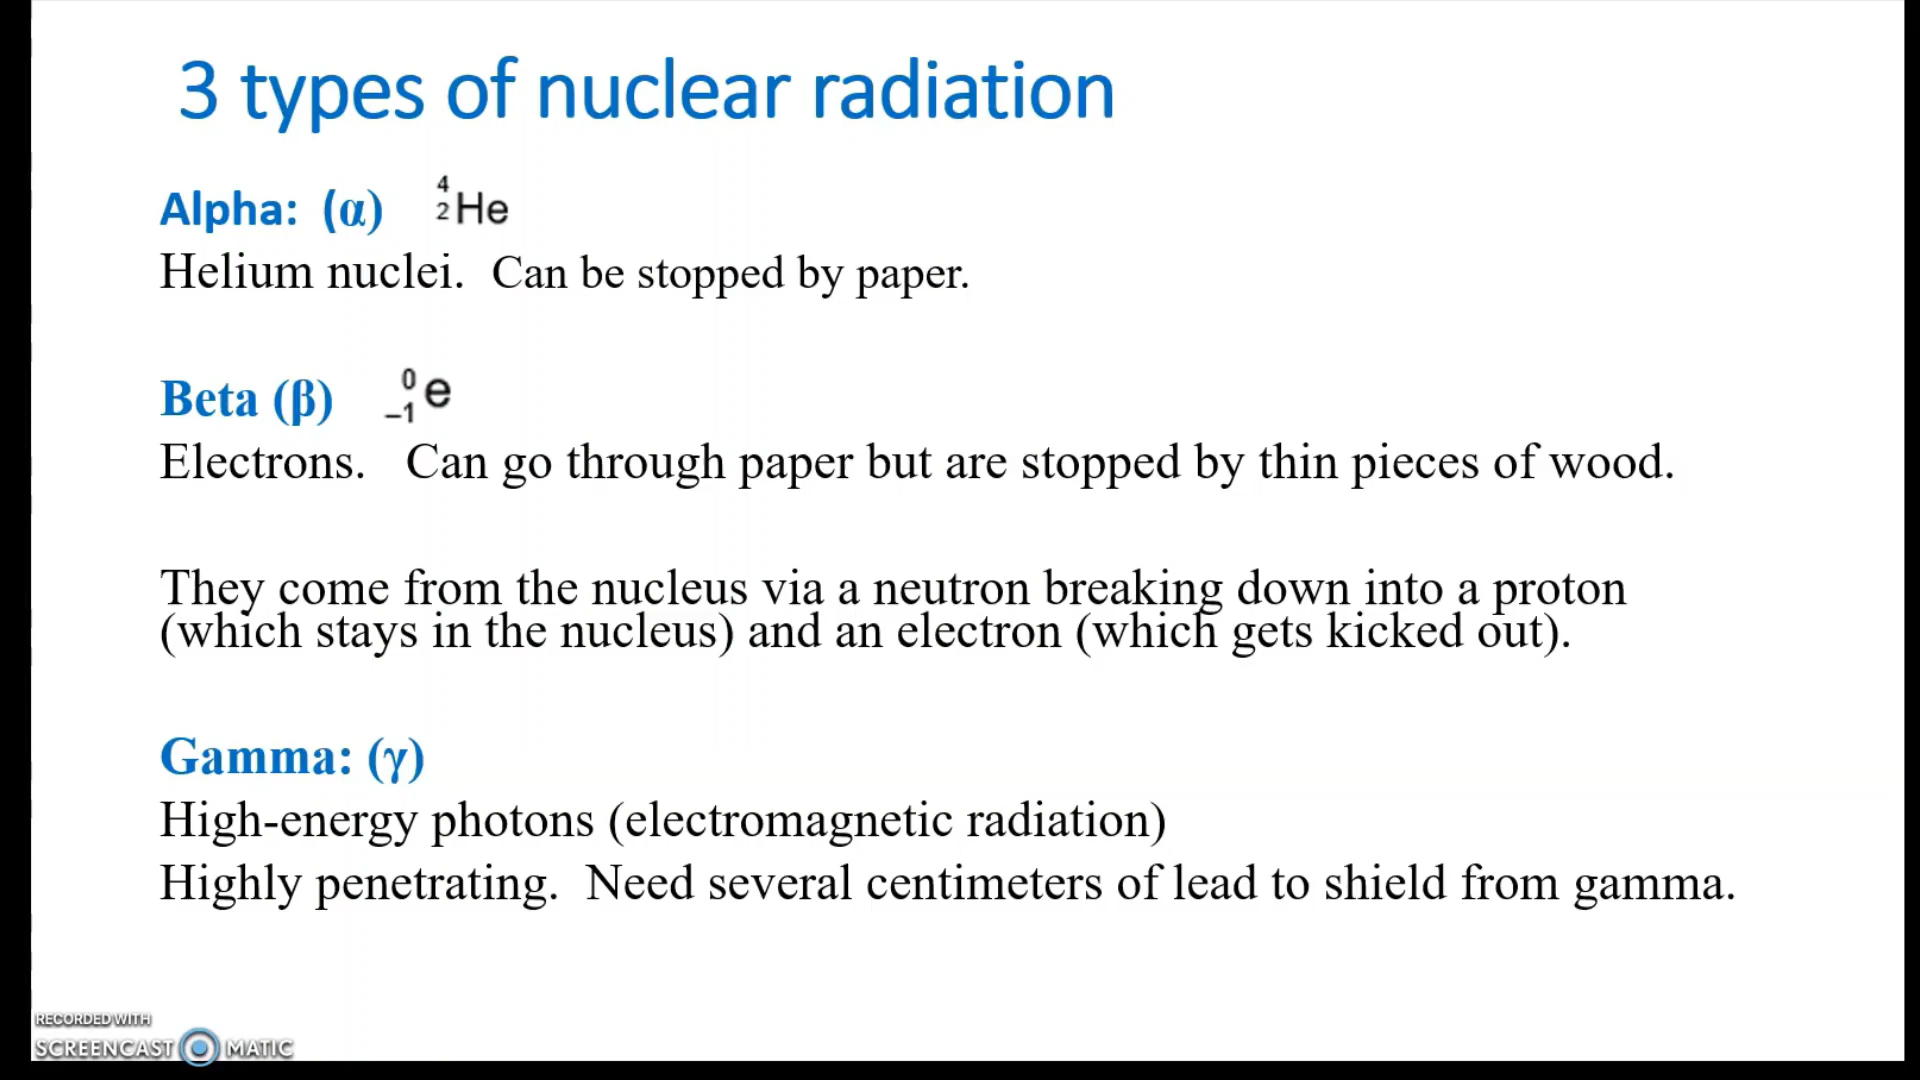 3 types of nuclear radiation
Alpha: (α) ⁴₂He
Helium nuclei. Can be stopped by paper.
Beta (β) ⁰₋₁e
Electrons. Can go through paper but are stopped by thin pieces of wood.
They come from the nucleus via a neutron breaking down into a proton
(which stays in the nucleus) and an electron (which gets kicked out).
Gamma: (γ)
High-energy photons (electromagnetic radiation)
Highly penetrating. Need several centimeters of lead to shield from gamma.
RECORDED WITH
SCREENCAST MATIC